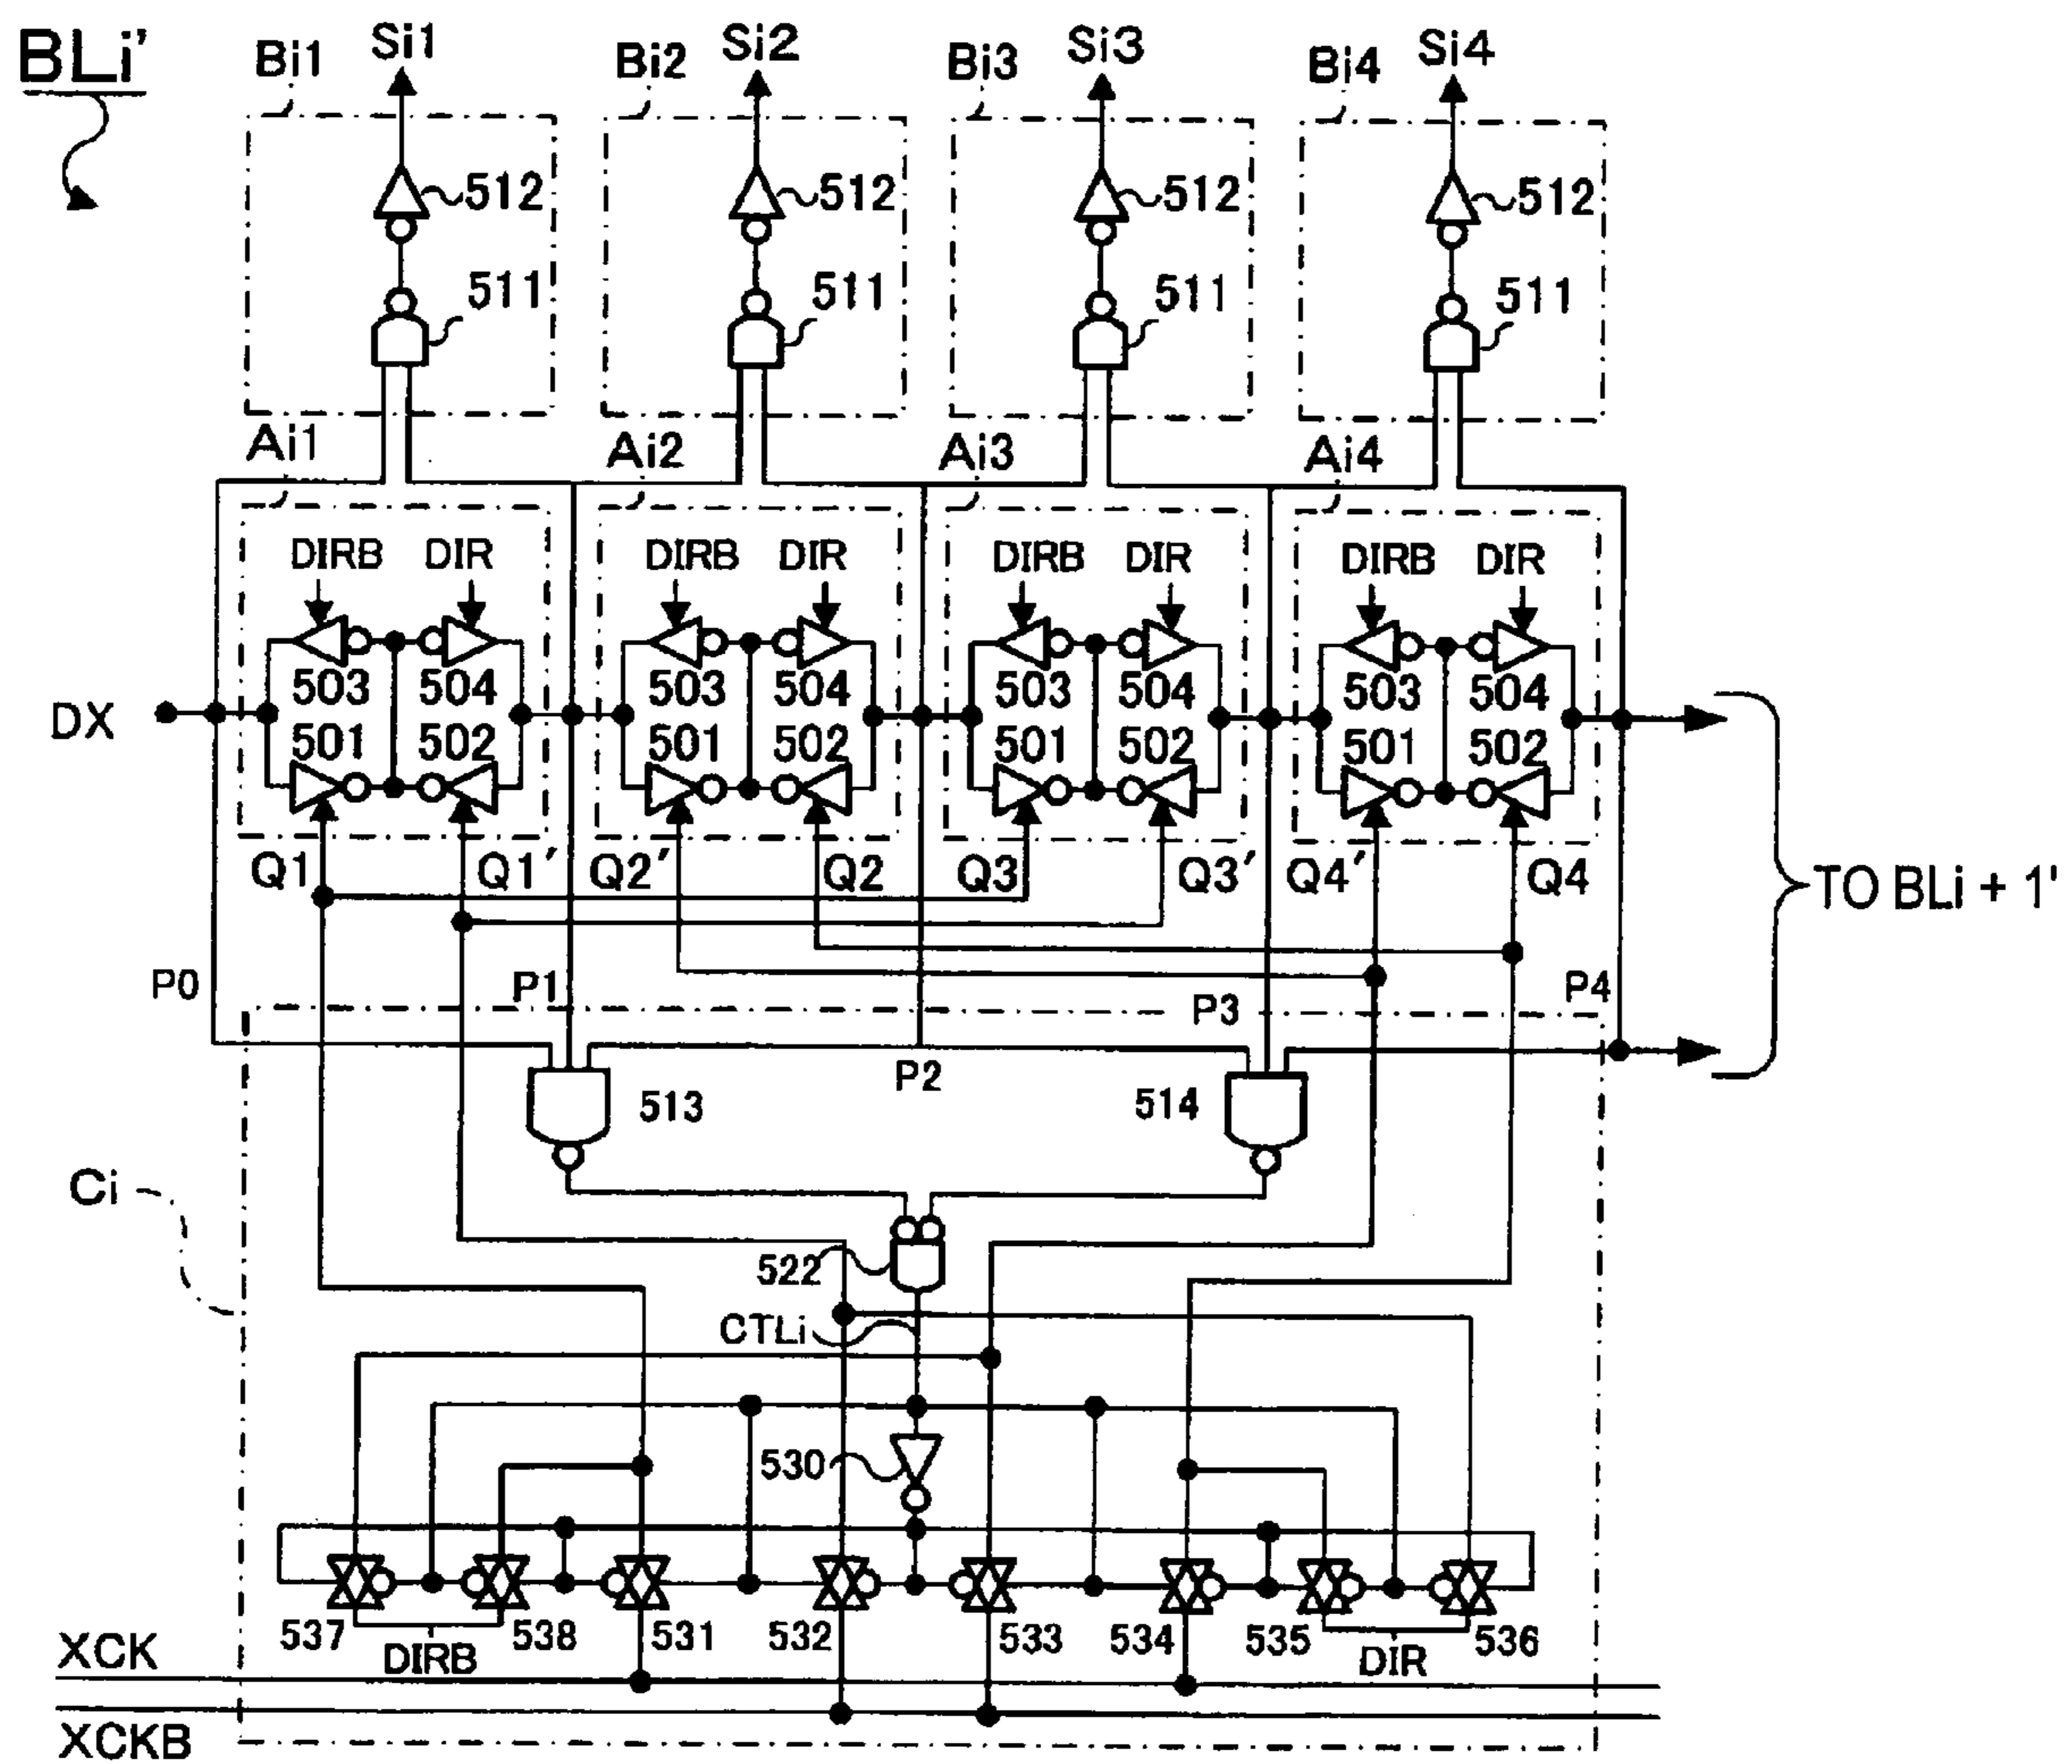 BLi'
Bi1 Si1 Bi2 Si2 Bi3 Si3 Bi4 Si4
512 512 512 512
511 511 511 511
Ai1 Ai2 Ai3 Ai4
DIRB DIR DIRB DIR DIRB DIR DIRB DIR
503 504 503 504 503 504 503 504
DX
501 502 501 502 501 502 501 502
Q1 Q1' Q2' Q2 Q3 Q3' Q4' Q4
TO BLi + 1'
P0 P1 P3 P4
P2
513 514
Ci
522
CTLi
530
537 538 531 532 533 534 535 536
DIRB DIR
XCK
XCKB